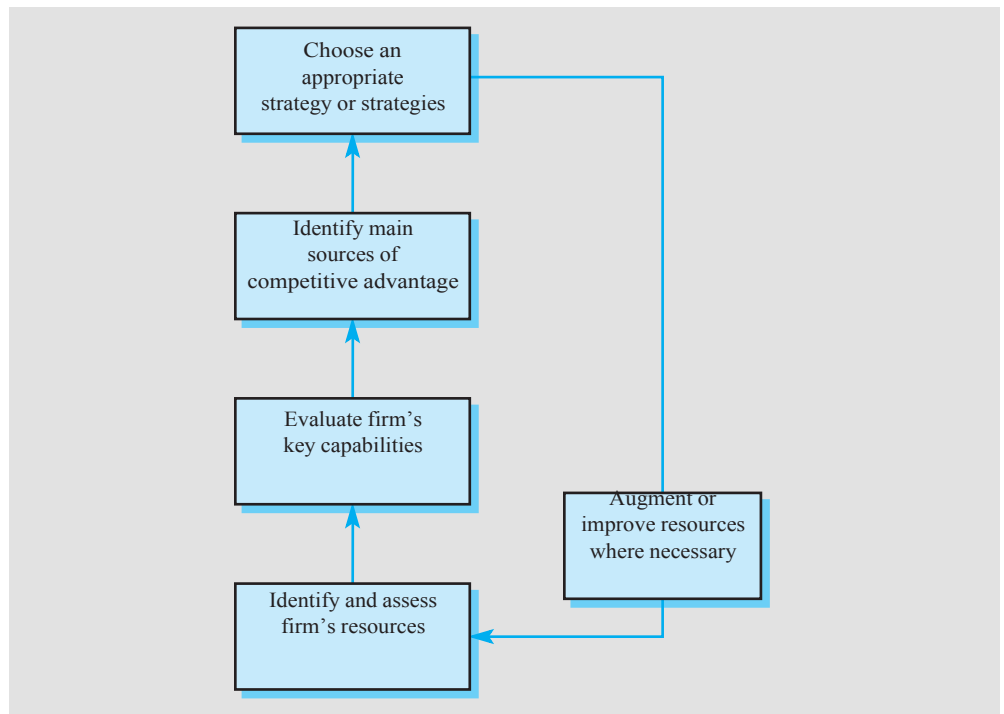 Choose an
appropriate
strategy or strategies
Identify main
sources of
competitive advantage
Evaluate firm’s
key capabilities
Augment or
improve resources
where necessary
Identify and assess
firm’s resources